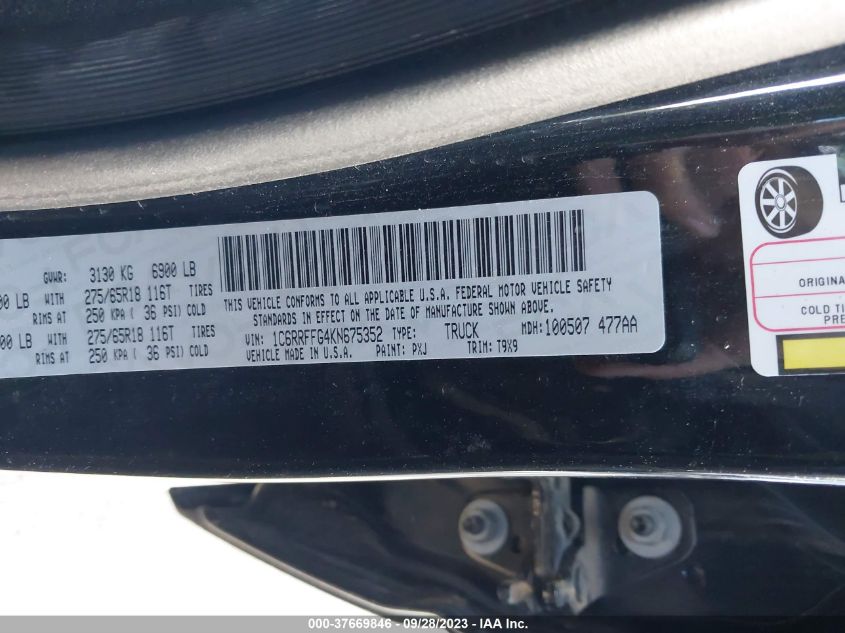 GVWR: 3130 KG 6900 LB
00 LB WITH 275/65R18 116T TIRES
RIMS AT 250 KPA ( 36 PSI) COLD
00 LB WITH 275/65R18 116T TIRES
RIMS AT 250 KPA ( 36 PSI) COLD
THIS VEHICLE CONFORMS TO ALL APPLICABLE U.S.A. FEDERAL MOTOR VEHICLE SAFETY
STANDARDS IN EFFECT ON THE DATE OF MANUFACTURE SHOWN ABOVE.
VIN: 1C6RRFFG4KN675352 TYPE: TRUCK MDH: 100507 477AA
VEHICLE MADE IN U.S.A. PAINT: PXJ TRIM: T9X9
ORIGINA
COLD TI
PRE
000-37669846 - 09/28/2023 - IAA Inc.